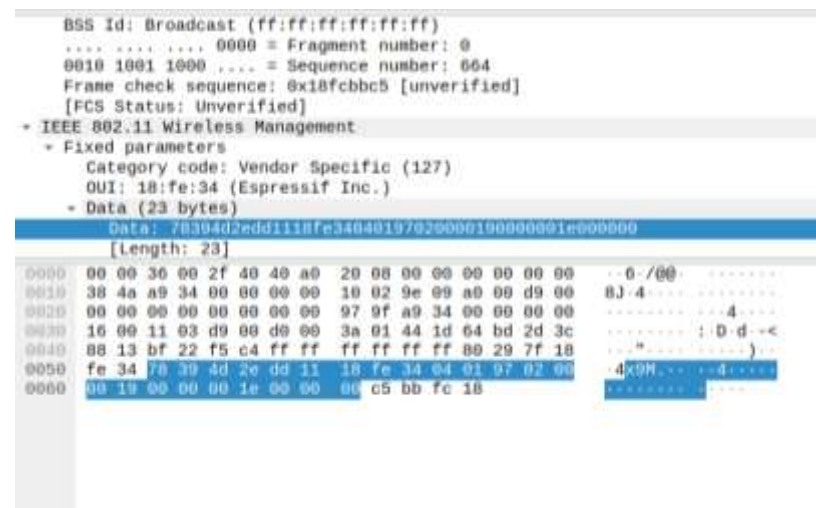 BSS Id: Broadcast (ff:ff:ff:ff:ff:ff)
.... .... .... 0000 = Fragment number: 0
0010 1001 1000 .... = Sequence number: 664
Frame check sequence: 0x18fcbbc5 [unverified]
[FCS Status: Unverified]
IEEE 802.11 Wireless Management
Fixed parameters
Category code: Vendor Specific (127)
OUI: 18:fe:34 (Espressif Inc.)
Data (23 bytes)
Data: 78394d2edd1118fe34040197020000190000001e000000
[Length: 23]
0000 00 00 36 00 2f 40 40 a0 20 08 00 00 00 00 00 00 ··6·/@@· ········
0010 38 4a a9 34 00 00 00 00 10 02 9e 09 a0 00 d9 00 8J·4···· ········
0020 00 00 00 00 00 00 00 00 97 9f a9 34 00 00 00 00 ········ ···4····
0030 16 00 11 03 d9 00 d0 00 3a 01 44 1d 64 bd 2d 3c ········ :·D·d·-<
0040 88 13 bf 22 f5 c4 ff ff ff ff ff ff 80 29 7f 18 ···"···· ·····)··
0050 fe 34 78 39 4d 2e dd 11 18 fe 34 04 01 97 02 00 ·4x9M.·· ··4·····
0060 00 19 00 00 00 1e 00 00 00 c5 bb fc 18 ········ ·····